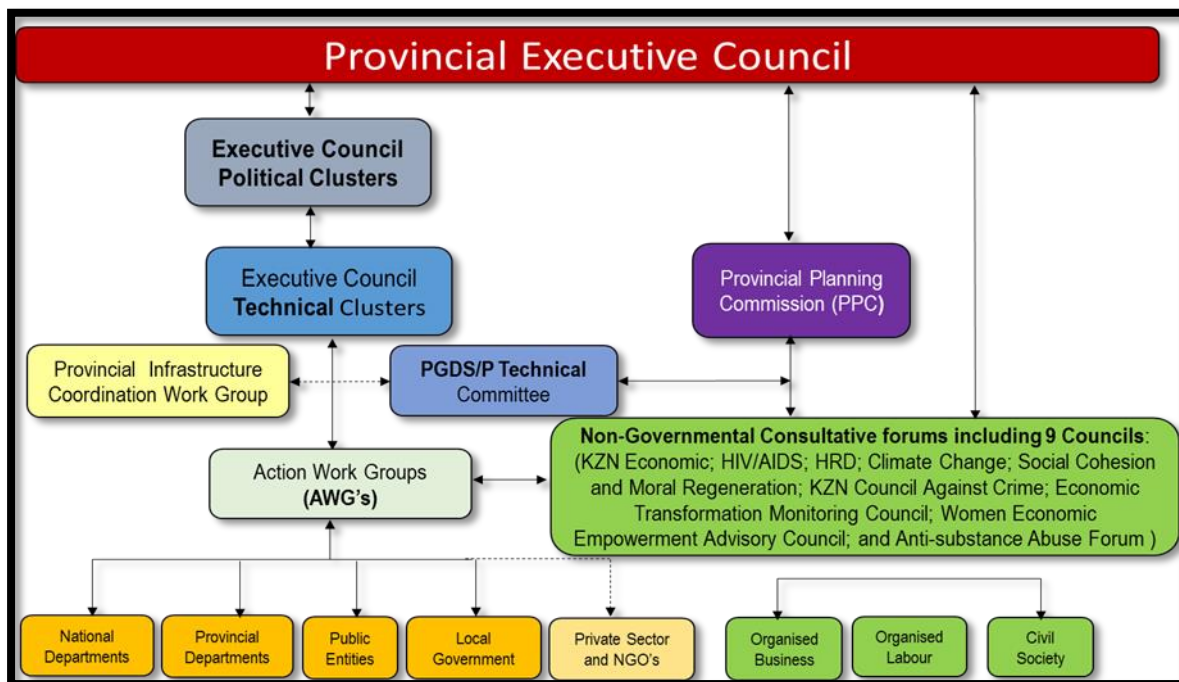 Provincial Executive Council
Executive Council
Political Clusters
Executive Council
Technical Clusters
Provincial Planning
Commission (PPC)
Provincial Infrastructure
Coordination Work Group
PGDS/P Technical
Committee
Non-Governmental Consultative forums including 9 Councils:
(KZN Economic; HIV/AIDS; HRD; Climate Change; Social Cohesion
and Moral Regeneration; KZN Council Against Crime; Economic
Transformation Monitoring Council; Women Economic
Empowerment Advisory Council; and Anti-substance Abuse Forum )
Action Work Groups
(AWG's)
National
Departments
Provincial
Departments
Public
Entities
Local
Government
Private Sector
and NGO's
Organised
Business
Organised
Labour
Civil
Society